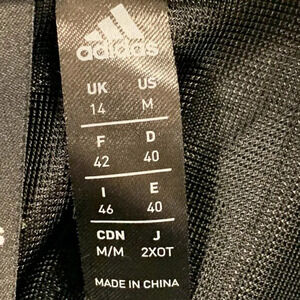 adidas
UK US
14 M
F D
42 40
I E
46 40
CDN J
M/M 2XOT
MADE IN CHINA
s